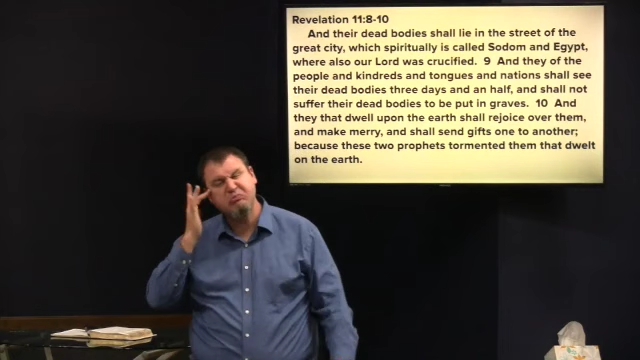 Revelation 11:8-10
And their dead bodies shall lie in the street of the
great city, which spiritually is called Sodom and Egypt,
where also our Lord was crucified. 9 And they of the
people and kindreds and tongues and nations shall see
their dead bodies three days and an half, and shall not
suffer their dead bodies to be put in graves. 10 And
they that dwell upon the earth shall rejoice over them,
and make merry, and shall send gifts one to another;
because these two prophets tormented them that dwelt
on the earth.